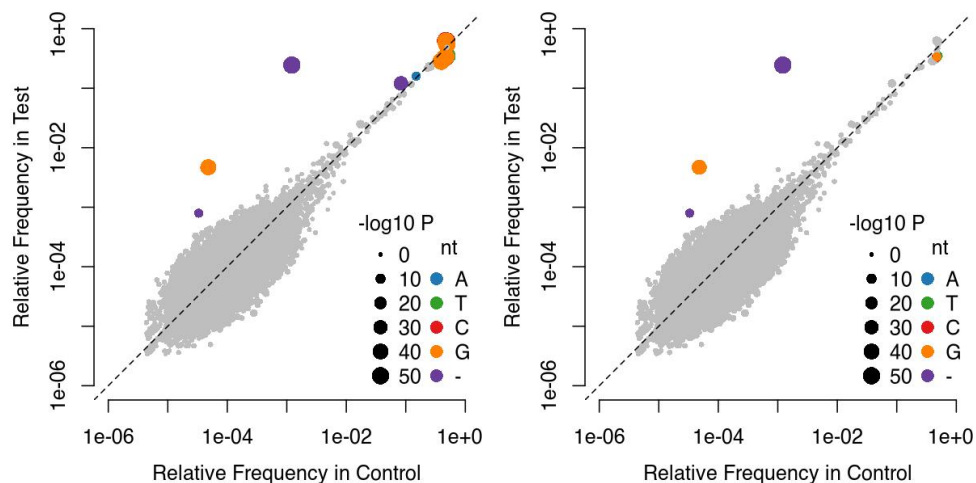 1e+0
1e-02
1e-04
1e-06
Relative Frequency in Test
-log10 P
nt
0
10 A
20 T
30 C
40 G
50 -
1e-06 1e-04 1e-02 1e+0
Relative Frequency in Control
1e+0
1e-02
1e-04
1e-06
Relative Frequency in Test
-log10 P
nt
0
10 A
20 T
30 C
40 G
50 -
1e-06 1e-04 1e-02 1e+0
Relative Frequency in Control